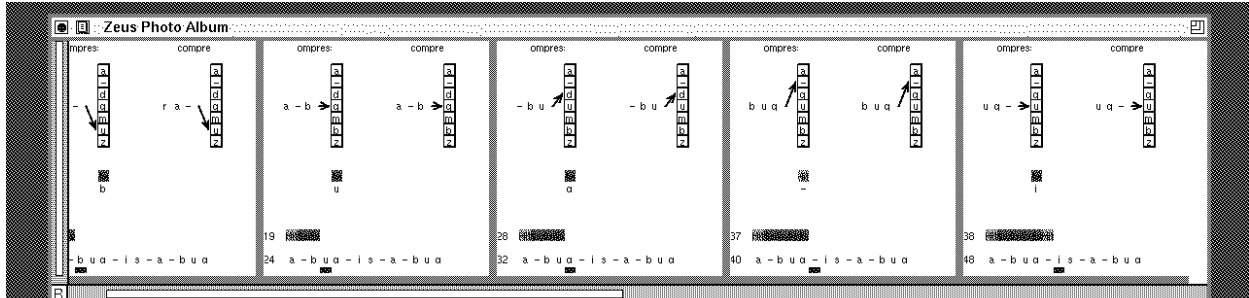 Zeus Photo Album
mpres: compre ompres: compre ompres: compre ompres: compre ompres: compre
a a a a a a a a a a
- - - - - - - - - -
d d d d d d g g g g
- g r a - g a - b g a - b g - b u u - b u u b u g u b u g u u g - u u g - u
m m m m m m m m m m
u u b b b b b b b b
z z z z z z z z z z
b u g - i
19 28 37 38
- b u g - i s - a - b u g 24 a - b u g - i s - a - b u g 32 a - b u g - i s - a - b u g 40 a - b u g - i s - a - b u g 48 a - b u g - i s - a - b u g
R